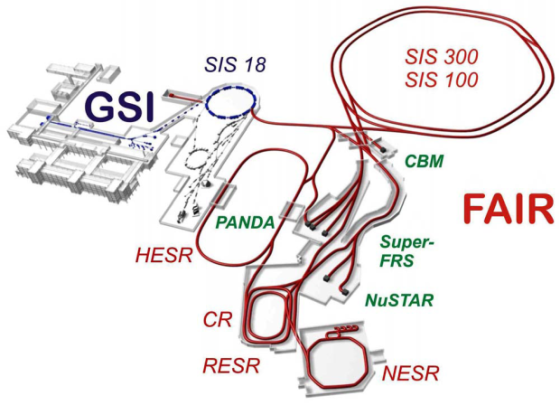 SIS 18
SIS 300
SIS 100
GSI
CBM
FAIR
PANDA
HESR
Super-
FRS
NuSTAR
CR
RESR
NESR